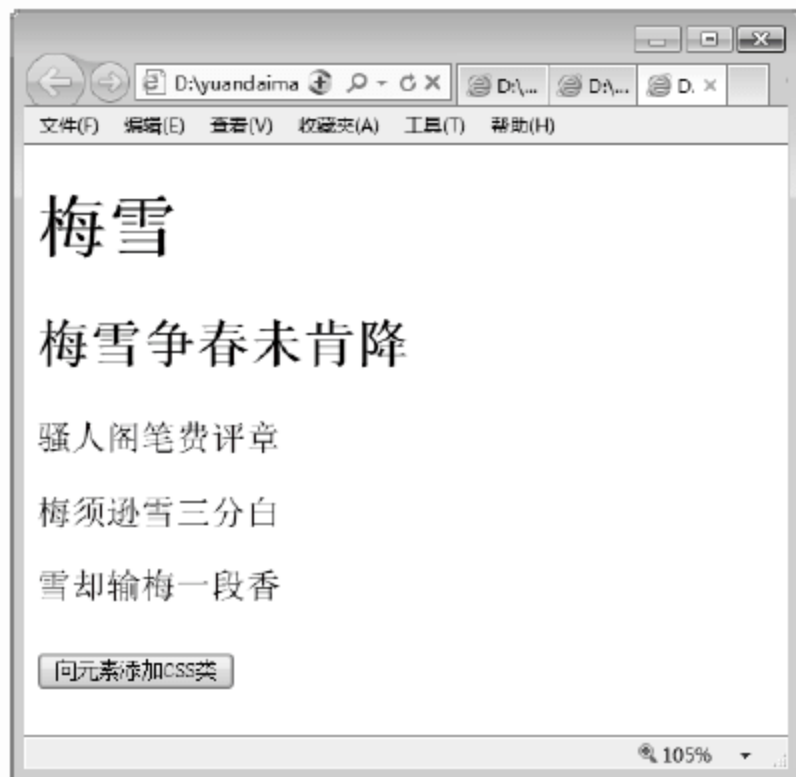 D:\yuandaima
D:\...
D:\...
D.
文件(F) 编辑(E) 查看(V) 收藏夹(A) 工具(T) 帮助(H)
梅雪
梅雪争春未肯降
骚人阁笔费评章
梅须逊雪三分白
雪却输梅一段香
向元素添加CSS类
105%